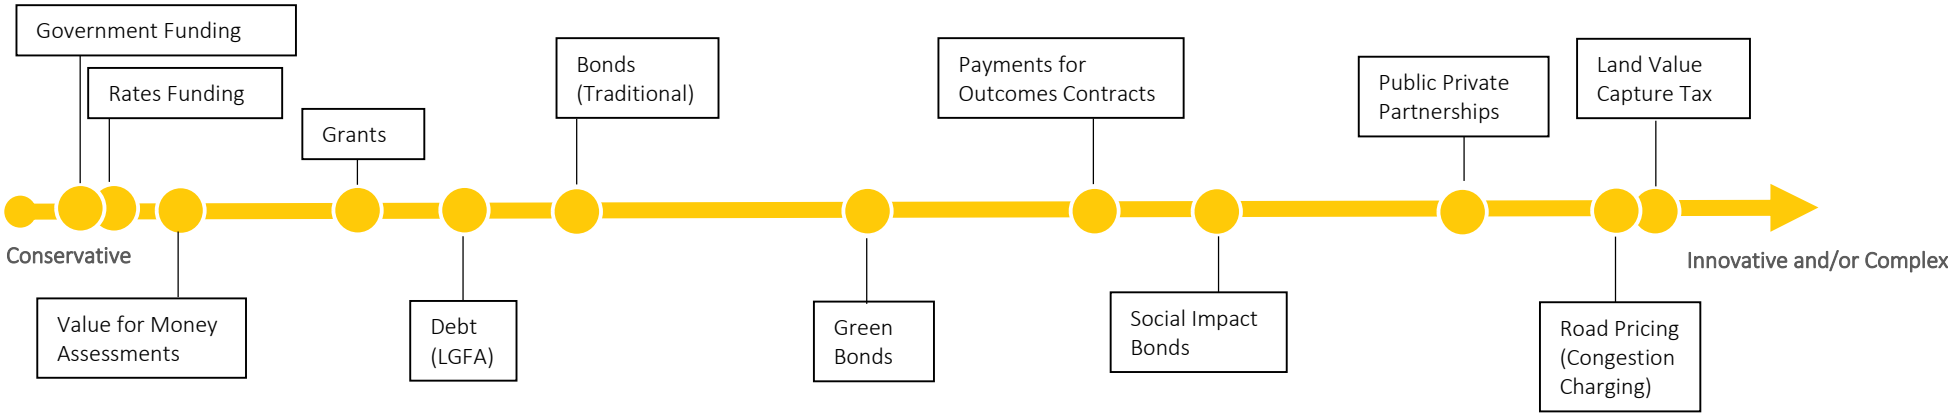 Government Funding
Rates Funding
Grants
Bonds
(Traditional)
Payments for
Outcomes Contracts
Public Private
Partnerships
Land Value
Capture Tax
Conservative
Innovative and/or Complex
Value for Money
Assessments
Debt
(LGFA)
Green
Bonds
Social Impact
Bonds
Road Pricing
(Congestion
Charging)